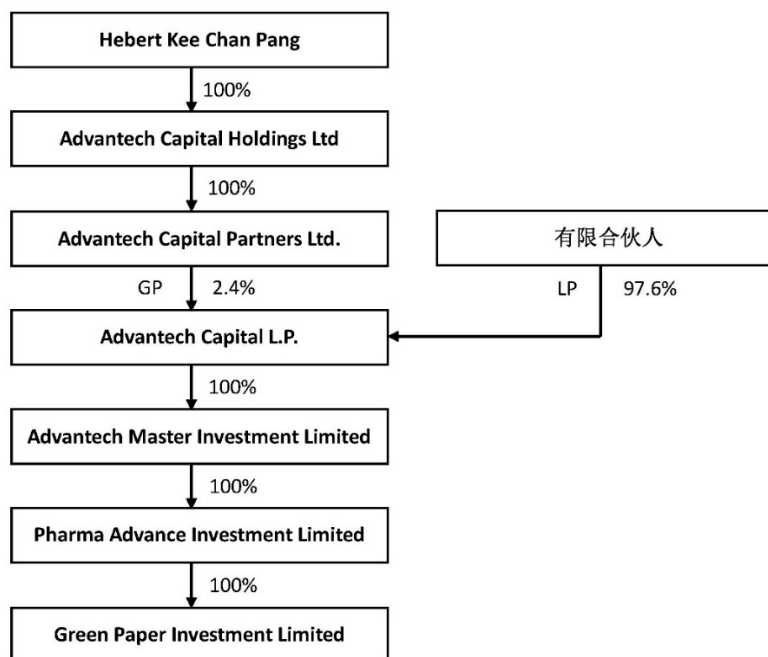 Hebert Kee Chan Pang
100%
Advantech Capital Holdings Ltd
100%
Advantech Capital Partners Ltd.
有限合伙人
GP 2.4%
LP 97.6%
Advantech Capital L.P.
100%
Advantech Master Investment Limited
100%
Pharma Advance Investment Limited
100%
Green Paper Investment Limited